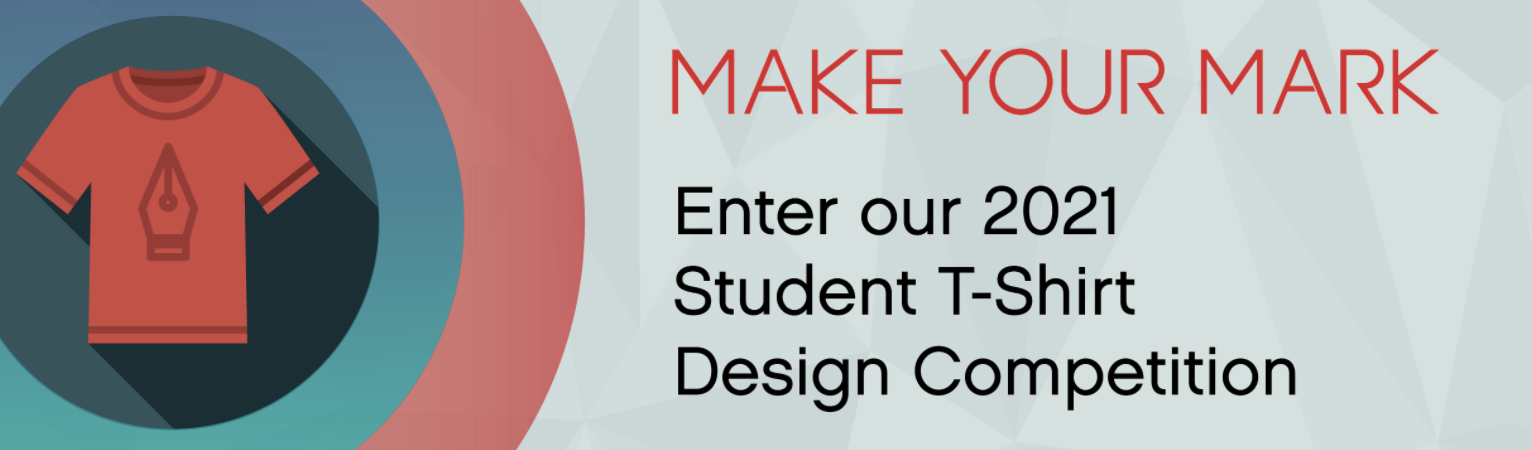 MAKE YOUR MARK
Enter our 2021
Student T-Shirt
Design Competition